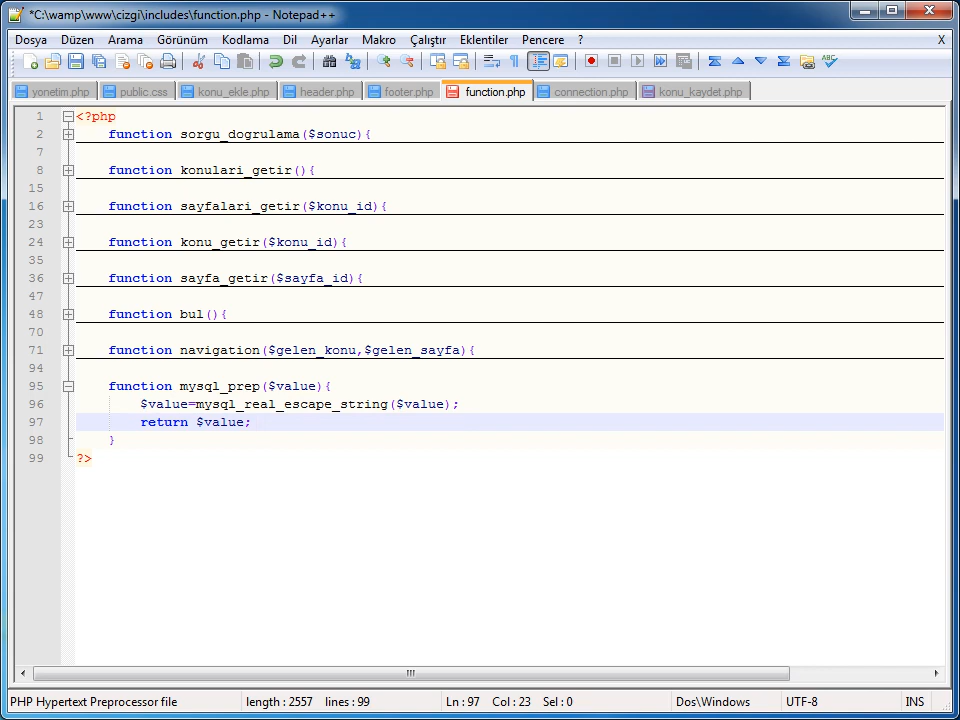 *C:\wamp\www\cizgi\includes\function.php - Notepad++
Dosya Düzen Arama Görünüm Kodlama Dil Ayarlar Makro Çalıştır Eklentiler Pencere ? X
yonetim.php public.css konu_ekle.php header.php footer.php function.php connection.php konu_kaydet.php
1 <?php
2 function sorgu_dogrulama($sonuc){
7
8 function konulari_getir(){
15
16 function sayfalari_getir($konu_id){
23
24 function konu_getir($konu_id){
35
36 function sayfa_getir($sayfa_id){
47
48 function bul(){
70
71 function navigation($gelen_konu,$gelen_sayfa){
94
95 function mysql_prep($value){
96 $value=mysql_real_escape_string($value);
97 return $value;
98 }
99 ?>
PHP Hypertext Preprocessor file length : 2557 lines : 99 Ln : 97 Col : 23 Sel : 0 Dos\Windows UTF-8 INS